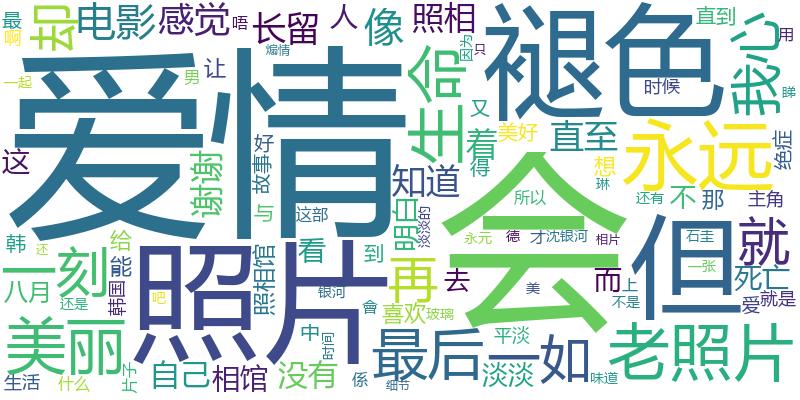 最
啊
却
电影
感觉
唔
煽情
长留
人
像
照相
直到
因为
只
用
睇
爱情
褪色
我心
时候
绝症
男
让
一起
这
谢谢
好
故事
与
这部
生命
着
又
得
美好
直至
想
琳
永远
知道
所以
还有
不
那
主角
会
但
就
韩
还
给
能
一刻
八月
还是
韩国
照相馆
看
到
明白
淡淡的
永元
德
才
沈银河
相片
石圭
一张
照片
吧
银河
中
时间
會
再
去
喜欢
玻璃
美
而
上
不是
死亡
爱
就是
美丽
最后
一如
老照片
平淡
淡淡
味道
生活
什么
片子
自己
相馆
没有
係
细节